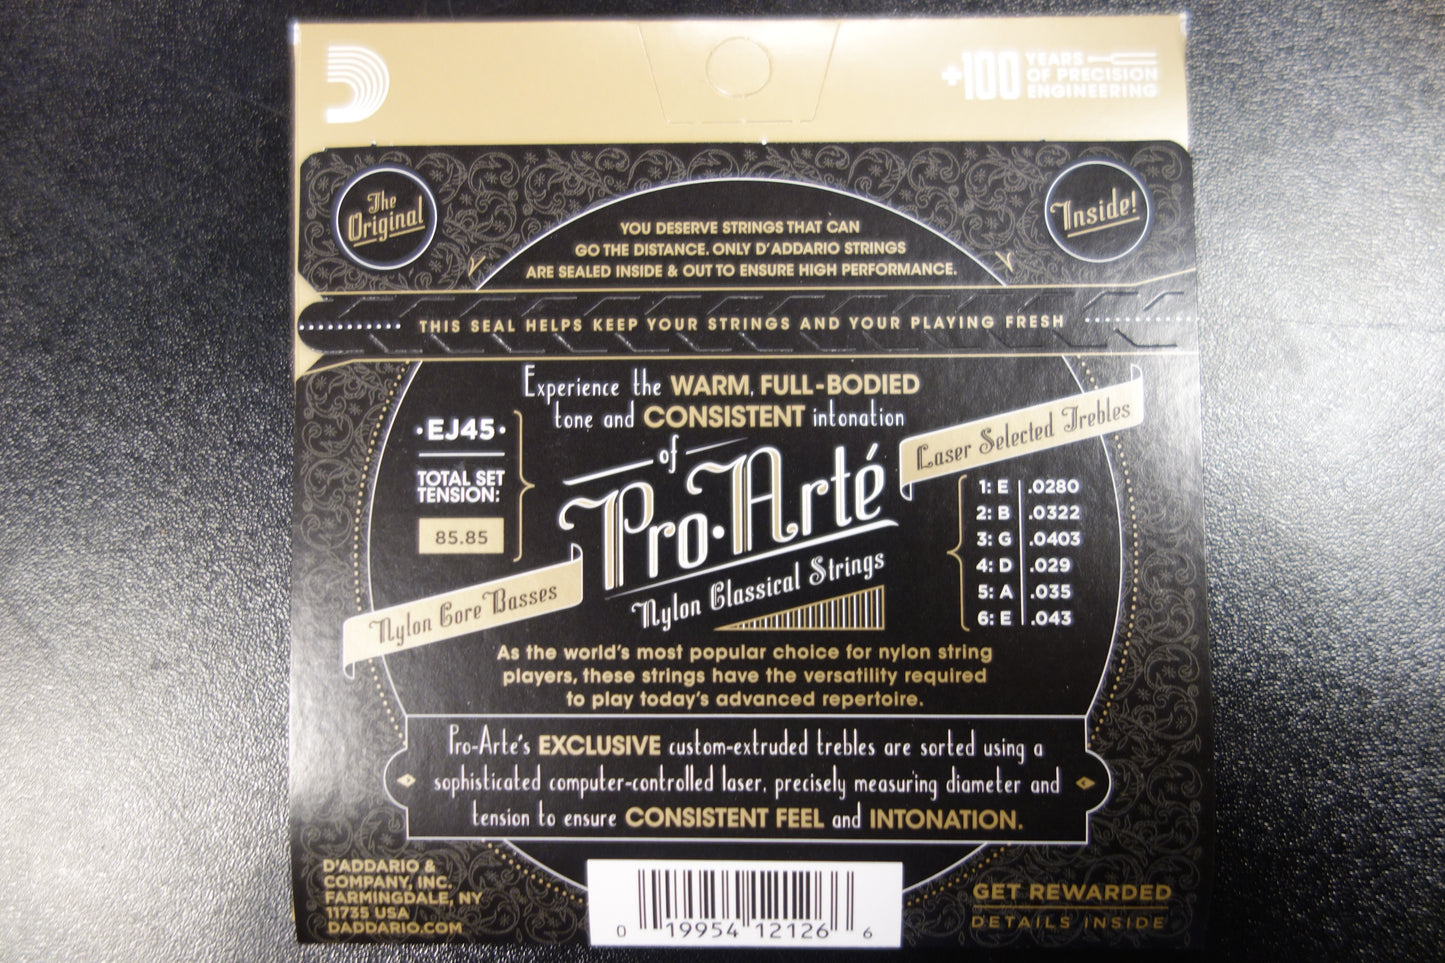 +100 YEARS
OF PRECISION
ENGINEERING
The
Original
Inside!
YOU DESERVE STRINGS THAT CAN
GO THE DISTANCE. ONLY D'ADDARIO STRINGS
ARE SEALED INSIDE & OUT TO ENSURE HIGH PERFORMANCE.
THIS SEAL HELPS KEEP YOUR STRINGS AND YOUR PLAYING FRESH
Experience the WARM, FULL-BODIED
tone and CONSISTENT intonation
of
Pro·Arté
Nylon Classical Strings
·EJ45·
TOTAL SET
TENSION:
85.85
Nylon Core Basses
Laser Selected Trebles
1: E .0280
2: B .0322
3: G .0403
4: D .029
5: A .035
6: E .043
As the world's most popular choice for nylon string
players, these strings have the versatility required
to play today's advanced repertoire.
Pro-Arte's EXCLUSIVE custom-extruded trebles are sorted using a
sophisticated computer-controlled laser, precisely measuring diameter and
tension to ensure CONSISTENT FEEL and INTONATION.
D'ADDARIO &
COMPANY, INC.
FARMINGDALE, NY
11735 USA
DADDARIO.COM
0 19954 12126 6
GET REWARDED
DETAILS INSIDE